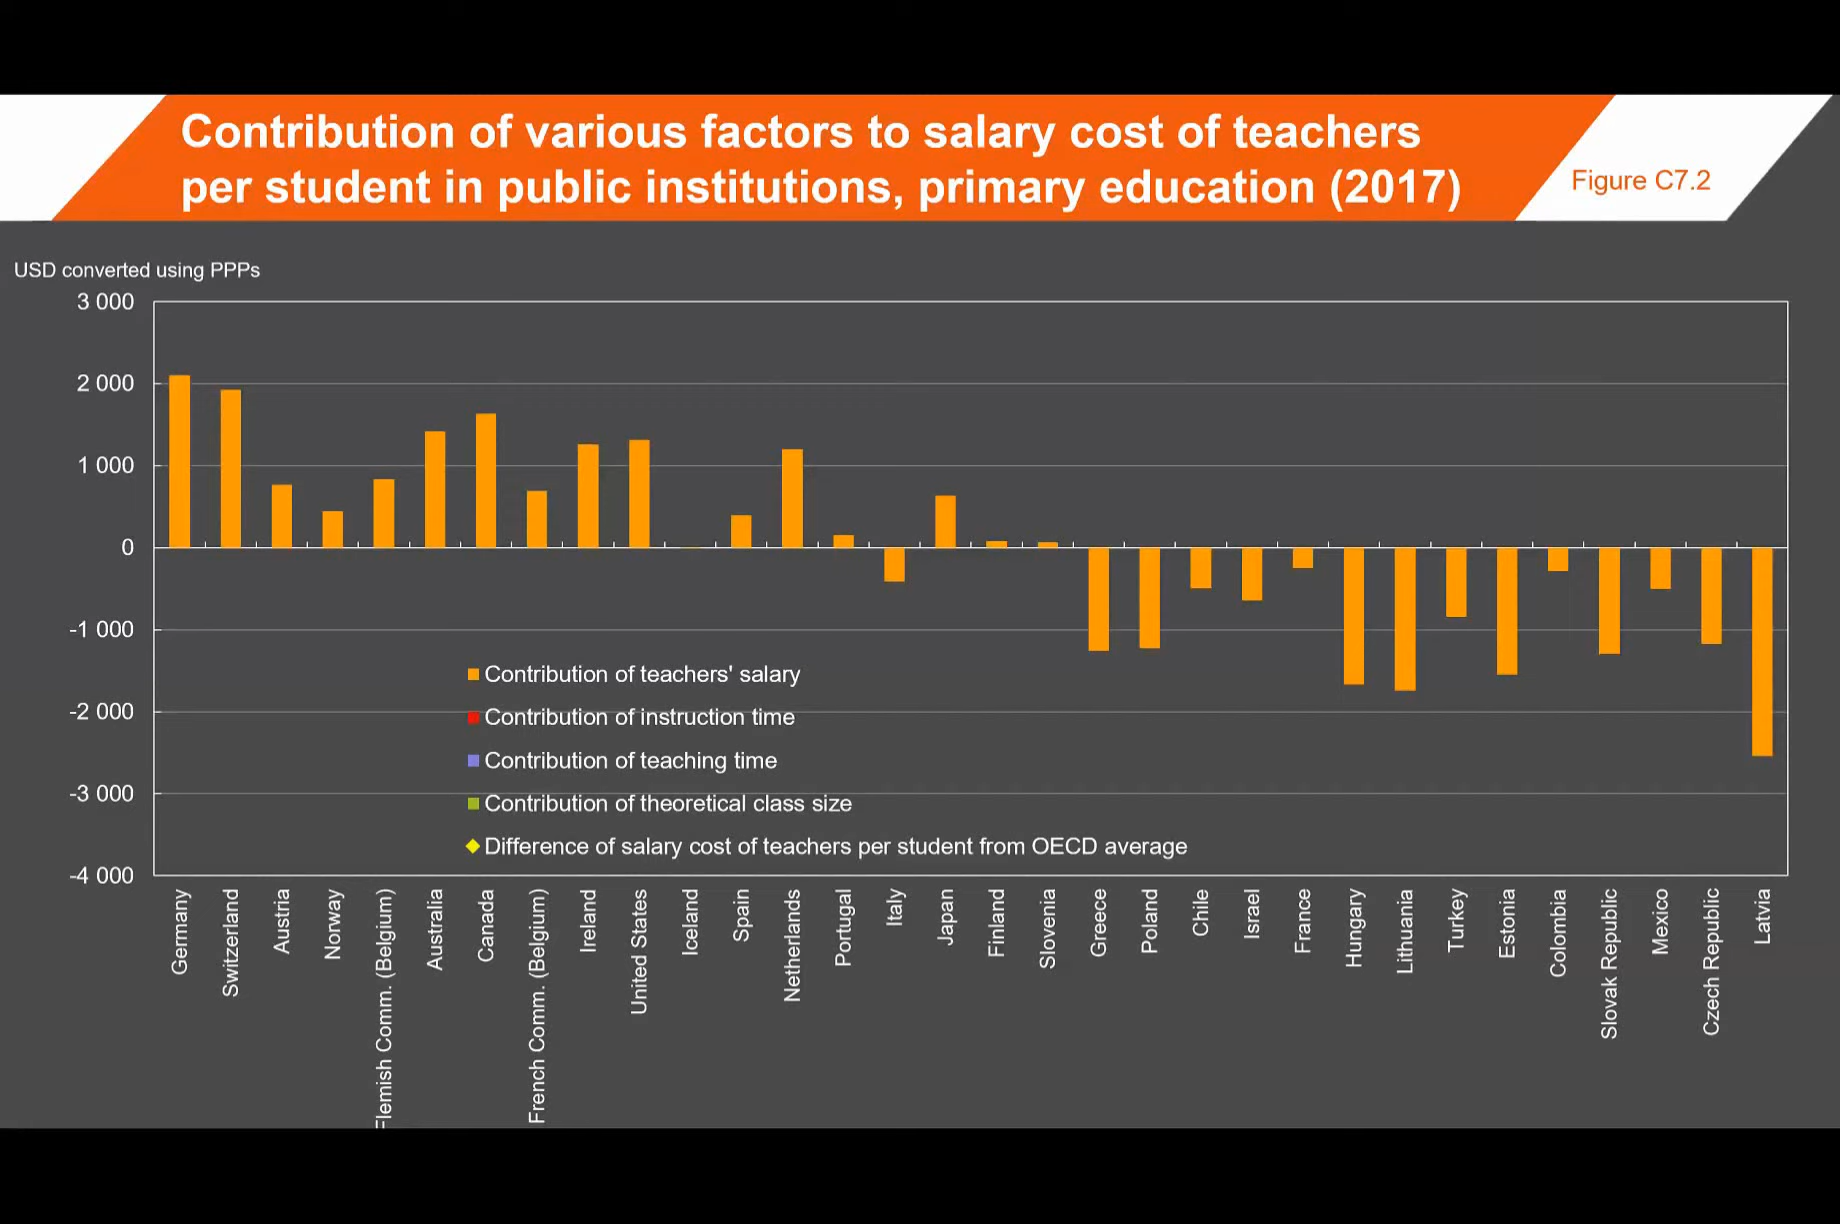 Contribution of various factors to salary cost of teachers
per student in public institutions, primary education (2017)
Figure C7.2
USD converted using PPPs
3 000
2 000
1 000
0
-1 000
-2 000
-3 000
-4 000
Contribution of teachers' salary
Contribution of instruction time
Contribution of teaching time
Contribution of theoretical class size
Difference of salary cost of teachers per student from OECD average
Germany
Switzerland
Austria
Norway
Flemish Comm. (Belgium)
Australia
Canada
French Comm. (Belgium)
Ireland
United States
Iceland
Spain
Netherlands
Portugal
Italy
Japan
Finland
Slovenia
Greece
Poland
Chile
Israel
France
Hungary
Lithuania
Turkey
Estonia
Colombia
Slovak Republic
Mexico
Czech Republic
Latvia